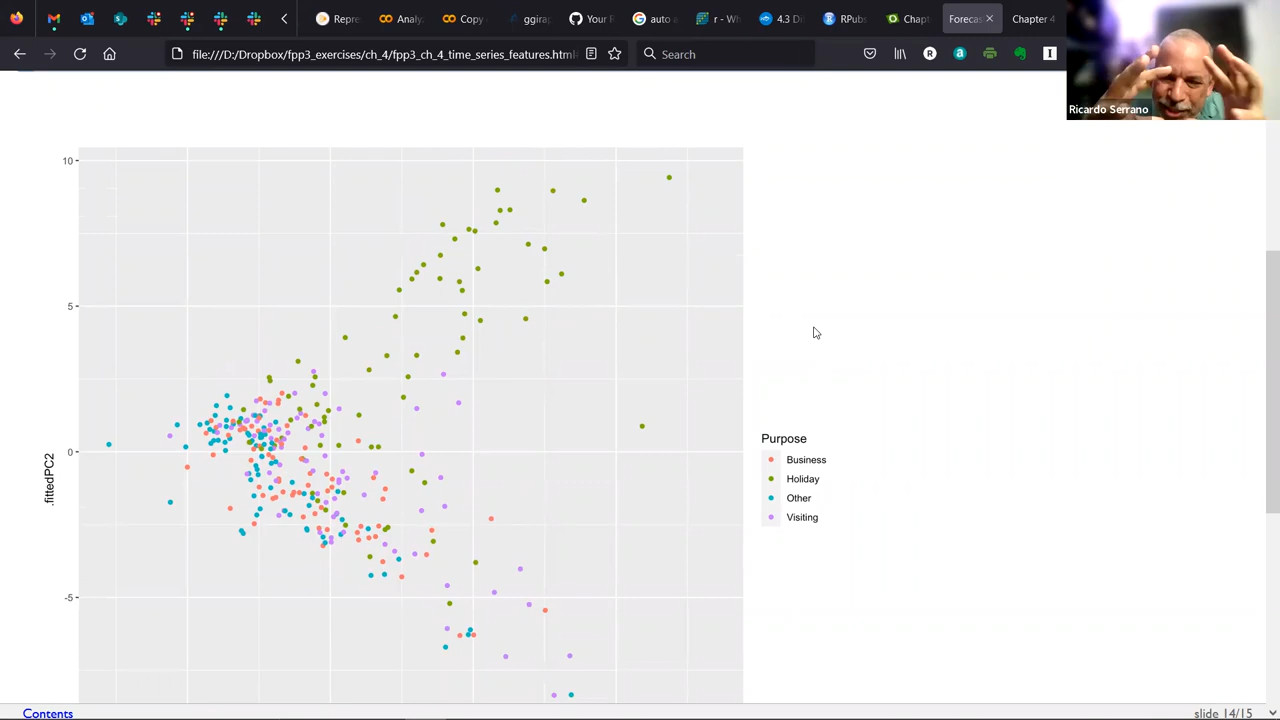 Repre
Analy
Copy
ggirap
Your R
auto a
r - Wh
4.3 Di
RPubs
Chapt
Forecas
Chapter 4
file:///D:/Dropbox/fpp3_exercises/ch_4/fpp3_ch_4_time_series_features.html
Search
Ricardo Serrano
10
5
0
-5
.fittedPC2
Purpose
Business
Holiday
Other
Visiting
Contents
slide 14/15